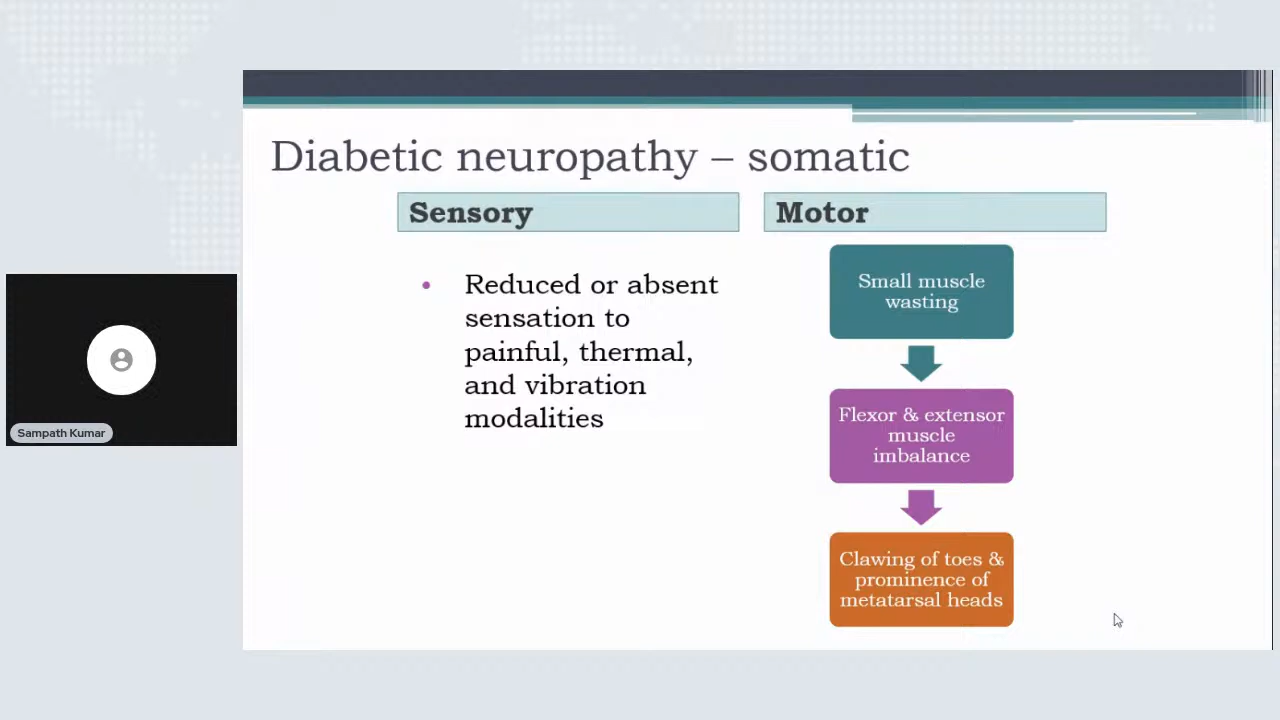 Diabetic neuropathy – somatic
Sensory
• Reduced or absent
sensation to
painful, thermal,
and vibration
modalities
Motor
Small muscle
wasting
Flexor & extensor
muscle
imbalance
Clawing of toes &
prominence of
metatarsal heads
Sampath Kumar